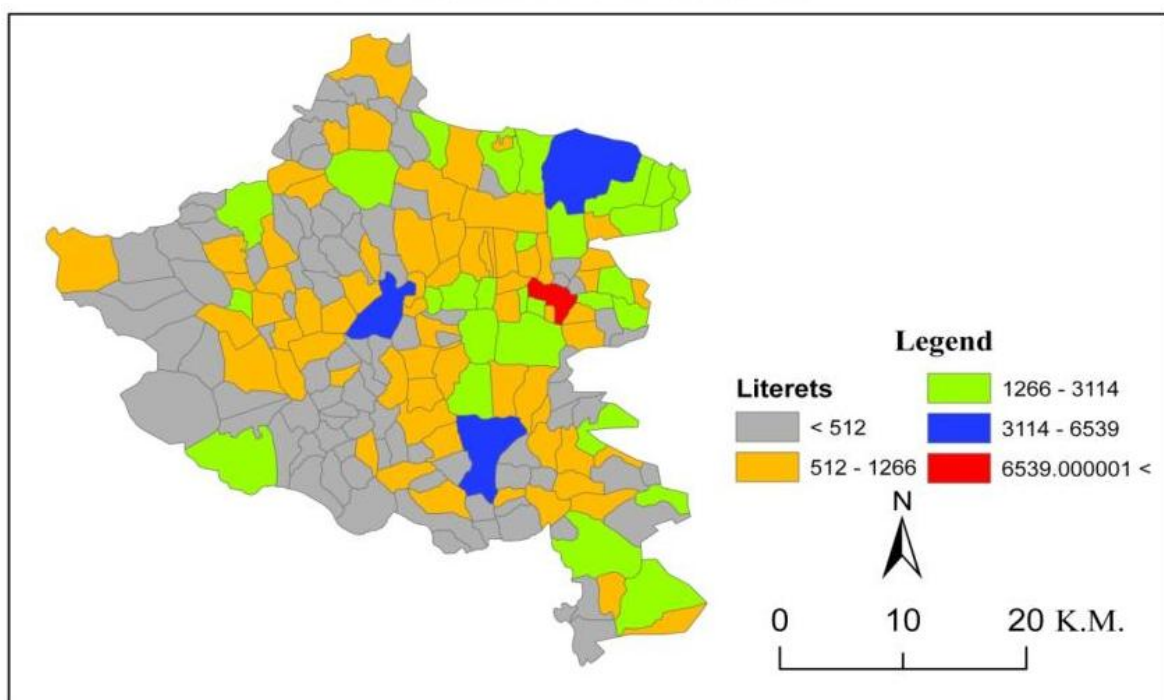 Legend
Literets
< 512
512 - 1266
1266 - 3114
3114 - 6539
6539.000001 <
N
0 10 20 K.M.